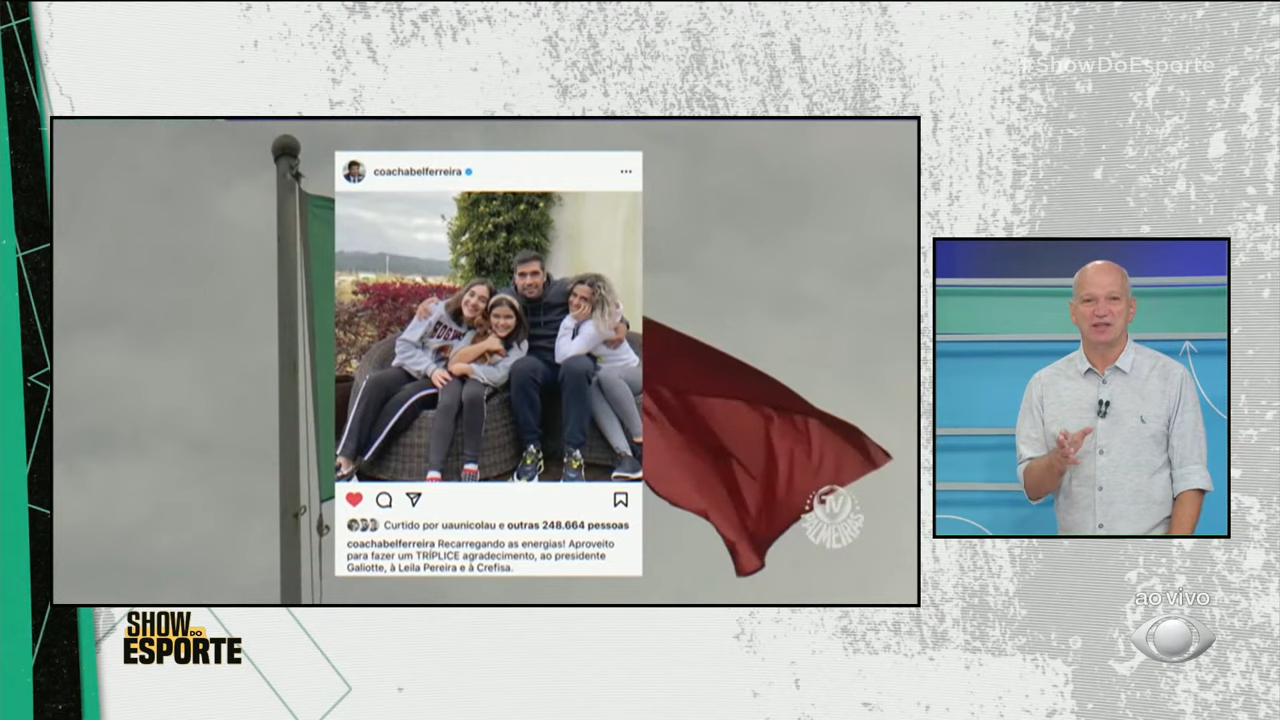 #ShowDoEsporte
coachabelferreira
BOSTON
Curtido por uaunicolau e outras 248.664 pessoas
coachabelferreira Recarregando as energias! Aproveito
para fazer um TRÍPLICE agradecimento, ao presidente
Galiotte, à Leila Pereira e à Crefisa.
TV
PALMEIRAS
ao vivo
SHOW DO
ESPORTE